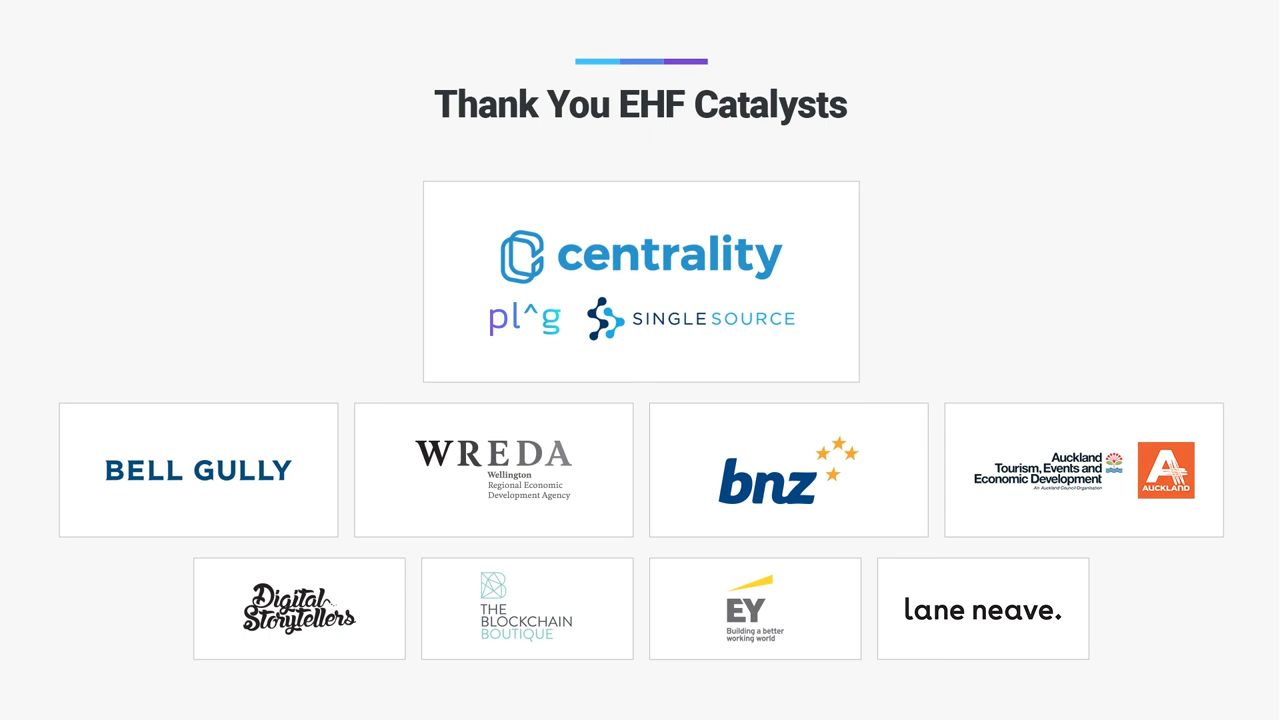 Thank You EHF Catalysts
centrality
pl^g
SINGLESOURCE
BELL GULLY
WREDA
Wellington
Regional Economic
Development Agency
bnz
Auckland
Tourism, Events and
Economic Development
An Auckland Council Organisation
AUCKLAND
Digital
Storytellers
B
THE
BLOCKCHAIN
BOUTIQUE
EY
Building a better
working world
lane neave.